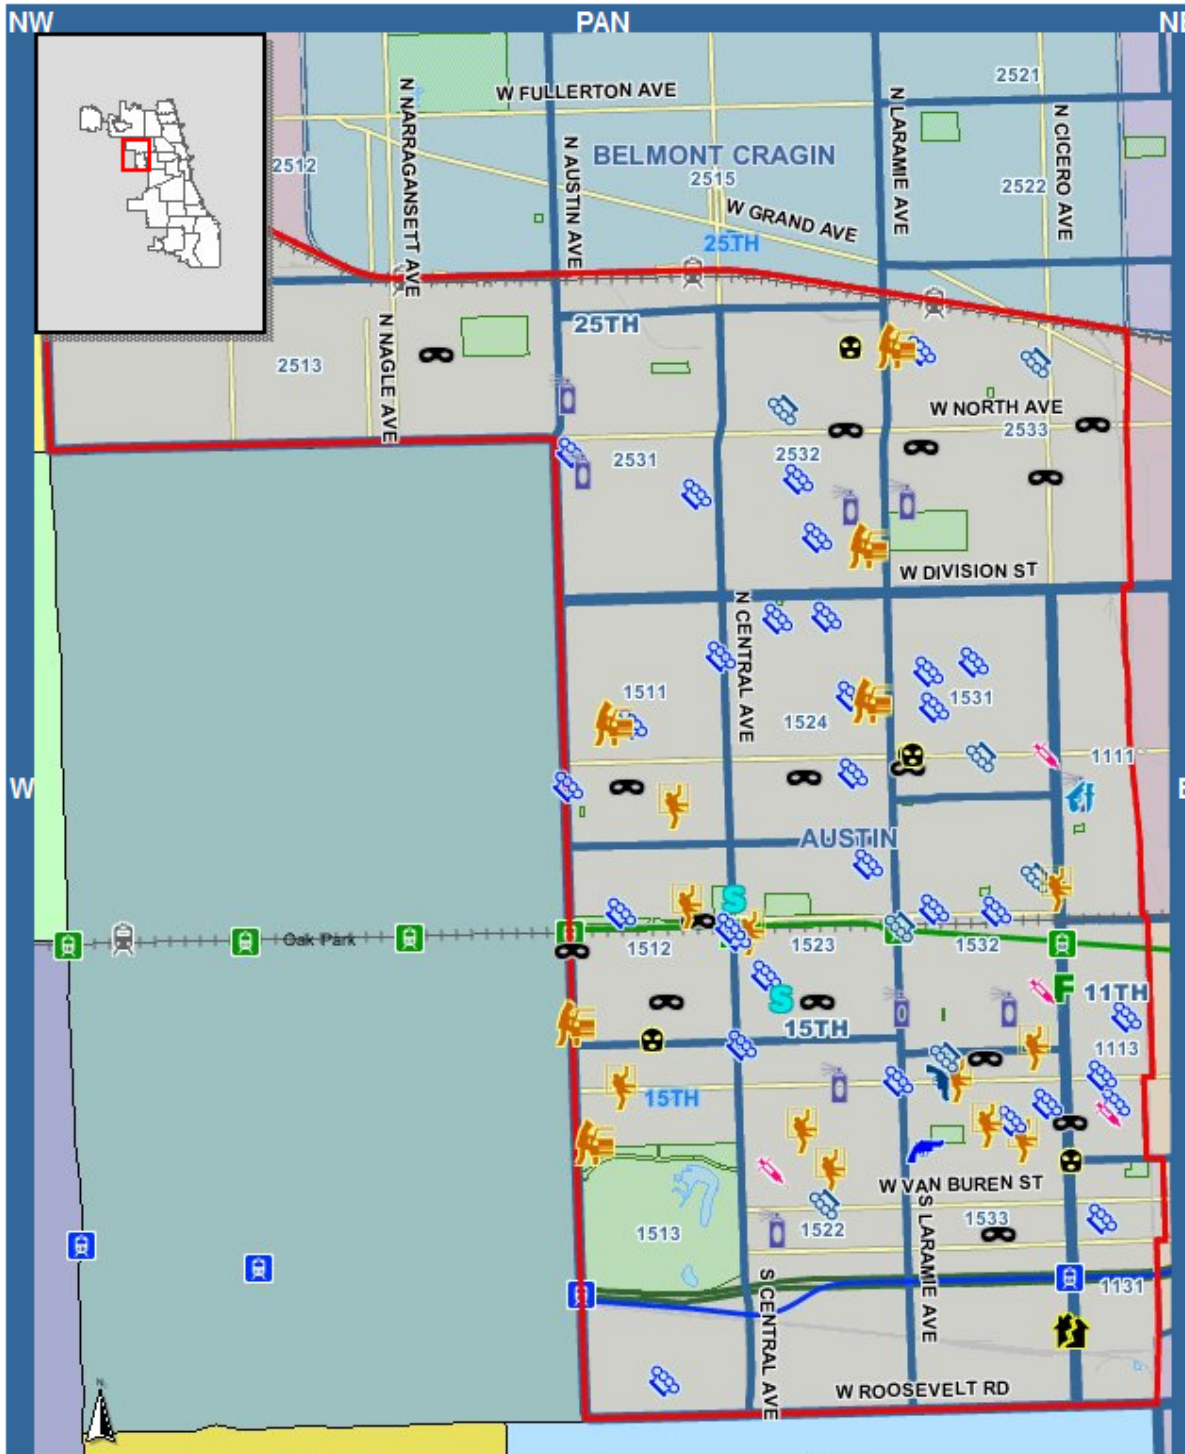 NW
PAN
NE
W FULLERTON AVE
2521
N NARRAGANSETT AVE
N AUSTIN AVE
N LARAMIE AVE
N CICERO AVE
BELMONT CRAGIN
2512
2515
2522
W GRAND AVE
25TH
25TH
N NAGLE AVE
2513
W NORTH AVE
2533
2531
2532
W DIVISION ST
N CENTRAL AVE
1511
1531
1524
1111
W
E
AUSTIN
S
Oak Park
1512
1523
1532
F
11TH
S
15TH
1113
15TH
W VAN BUREN ST
1513
1522
1533
S LARAMIE AVE
S CENTRAL AVE
1131
W ROOSEVELT RD
N